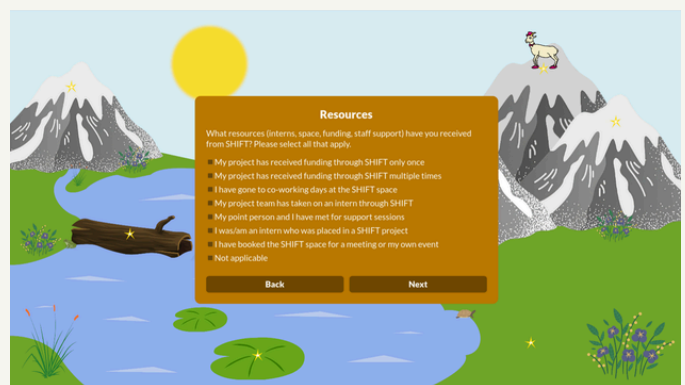 Resources
What resources (interns, space, funding, staff support) have you received
from SHIFT? Please select all that apply.
My project has received funding through SHIFT only once
My project has received funding through SHIFT multiple times
I have gone to co-working days at the SHIFT space
My project team has taken on an intern through SHIFT
My point person and I have met for support sessions
I was/am an intern who was placed in a SHIFT project
I have booked the SHIFT space for a meeting or my own event
Not applicable
Back
Next